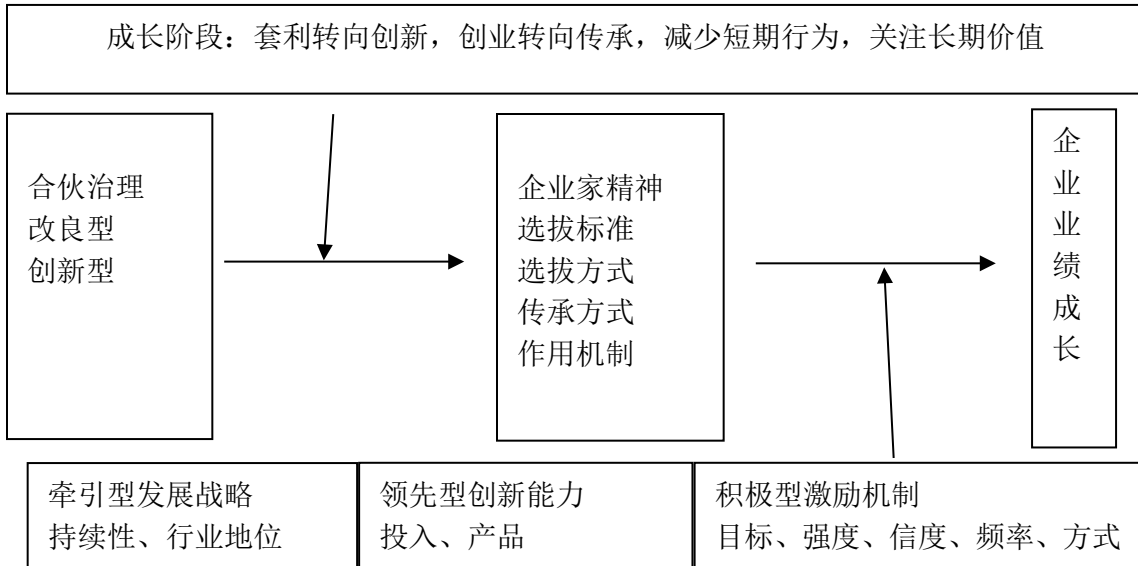 成长阶段：套利转向创新，创业转向传承，减少短期行为，关注长期价值
合伙治理
改良型
创新型
企业家精神
选拔标准
选拔方式
传承方式
作用机制
企
业
业
绩
成
长
牵引型发展战略
持续性、行业地位
领先型创新能力
投入、产品
积极型激励机制
目标、强度、信度、频率、方式